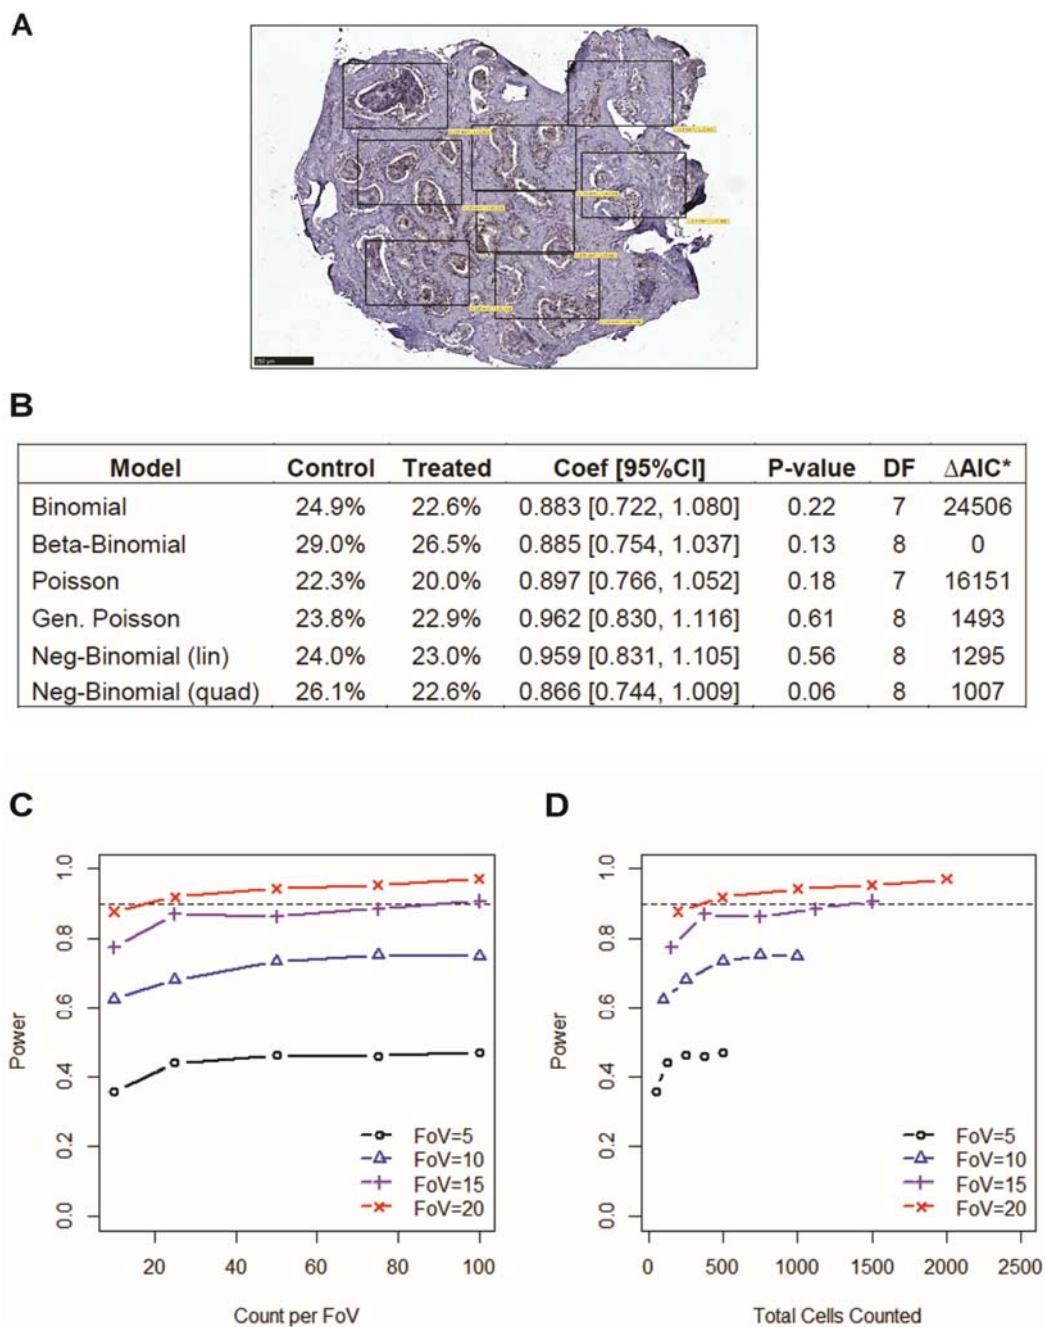 A
250 µm
B
Model Control Treated Coef [95%CI] P-value DF ΔAIC*
Binomial 24.9% 22.6% 0.883 [0.722, 1.080] 0.22 7 24506
Beta-Binomial 29.0% 26.5% 0.885 [0.754, 1.037] 0.13 8 0
Poisson 22.3% 20.0% 0.897 [0.766, 1.052] 0.18 7 16151
Gen. Poisson 23.8% 22.9% 0.962 [0.830, 1.116] 0.61 8 1493
Neg-Binomial (lin) 24.0% 23.0% 0.959 [0.831, 1.105] 0.56 8 1295
Neg-Binomial (quad) 26.1% 22.6% 0.866 [0.744, 1.009] 0.06 8 1007
C
Power
1.0
0.8
0.6
0.4
0.2
0.0
FoV=5
FoV=10
FoV=15
FoV=20
20 40 60 80 100
Count per FoV
D
Power
1.0
0.8
0.6
0.4
0.2
0.0
FoV=5
FoV=10
FoV=15
FoV=20
0 500 1000 1500 2000 2500
Total Cells Counted